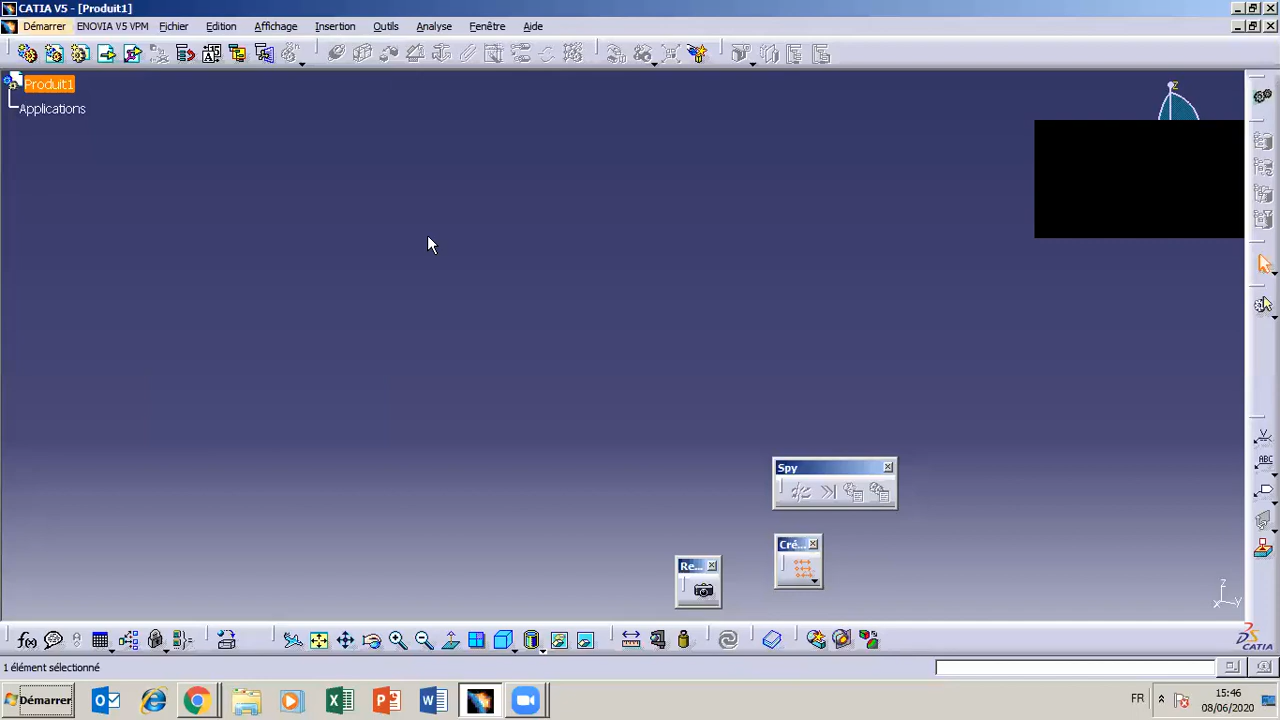 CATIA V5 - [Produit1]
Démarrer ENOVIA V5 VPM Fichier Edition Affichage Insertion Outils Analyse Fenêtre Aide
Produit1
Applications
z
Spy
Cré...
Re...
ABC
z
x y
f(x)
CATIA
1 élément sélectionné
Démarrer
FR
15:46
08/06/2020